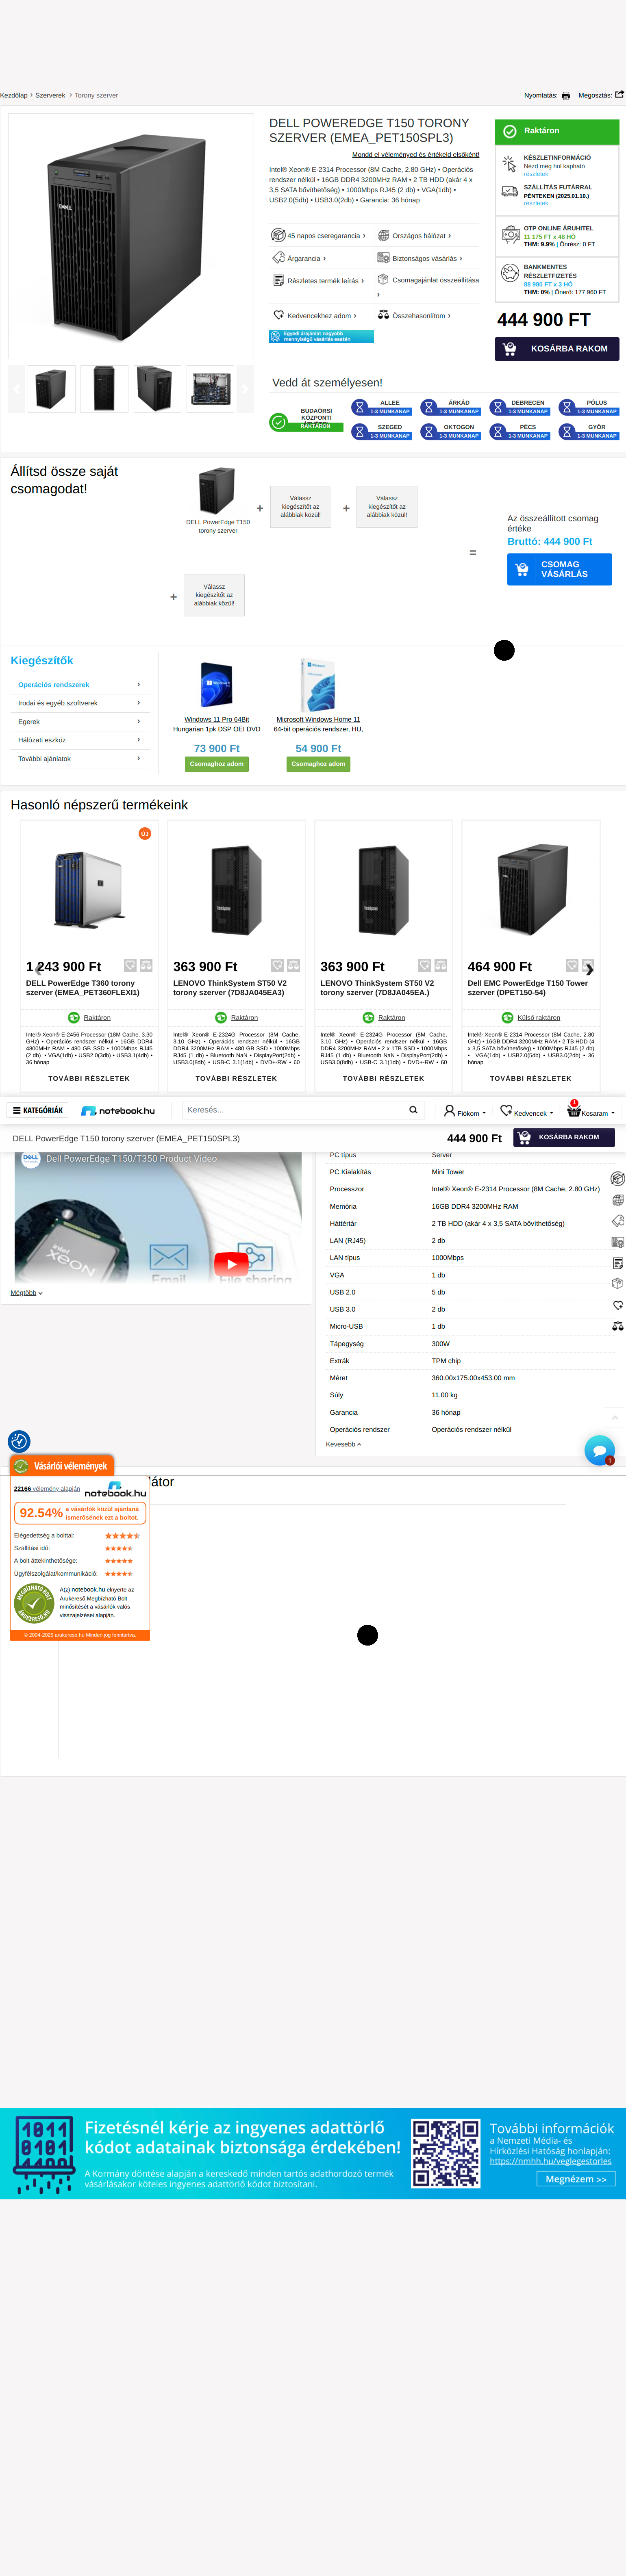 Kezdőlap › Szerverek › Torony szerver
Nyomtatás:
Megosztás:
DELL POWEREDGE T150 TORONY
SZERVER (EMEA_PET150SPL3)
Mondd el véleményed és értékeld elsőként!
Intel® Xeon® E-2314 Processor (8M Cache, 2.80 GHz) • Operációs
rendszer nélkül • 16GB DDR4 3200MHz RAM • 2 TB HDD (akár 4 x
3,5 SATA bővíthetőség) • 1000Mbps RJ45 (2 db) • VGA(1db) •
USB2.0(5db) • USB3.0(2db) • Garancia: 36 hónap
45 napos cseregarancia ›
Országos hálózat ›
Árgarancia ›
Biztonságos vásárlás ›
Részletes termék leírás ›
Csomagajánlat összeállítása
›
Kedvencekhez adom ›
Összehasonlítom ›
Egyedi árajánlat nagyobb
mennyiségű vásárlás esetén
Raktáron
KÉSZLETINFORMÁCIÓ
Nézd meg hol kapható
részletek
SZÁLLÍTÁS FUTÁRRAL
PÉNTEKEN (2025.01.10.)
részletek
OTP ONLINE ÁRUHITEL
11 175 FT x 48 HÓ
THM: 9.9% | Önrész: 0 FT
BANKMENTES
RÉSZLETFIZETÉS
88 980 FT x 3 HÓ
THM: 0% | Önerő: 177 960 FT
444 900 FT
KOSÁRBA RAKOM
Vedd át személyesen!
BUDAÖRSI
KÖZPONTI
RAKTÁRON
ALLEE
1-3 MUNKANAP
ÁRKÁD
1-3 MUNKANAP
DEBRECEN
1-3 MUNKANAP
PÓLUS
1-3 MUNKANAP
SZEGED
1-3 MUNKANAP
OKTOGON
1-3 MUNKANAP
PÉCS
1-3 MUNKANAP
GYŐR
1-3 MUNKANAP
Állítsd össze saját
csomagodat!
DELL PowerEdge T150
torony szerver
+
Válassz
kiegészítőt az
alábbiak közül!
+
Válassz
kiegészítőt az
alábbiak közül!
+
Válassz
kiegészítőt az
alábbiak közül!
=
Az összeállított csomag
értéke
Bruttó: 444 900 Ft
CSOMAG
VÁSÁRLÁS
Kiegészítők
Operációs rendszerek ›
Irodai és egyéb szoftverek ›
Egerek ›
Hálózati eszköz ›
További ajánlatok ›
Windows 11 Pro 64Bit
Hungarian 1pk DSP OEI DVD
73 900 Ft
Csomaghoz adom
Microsoft Windows Home 11
64-bit operációs rendszer, HU,
54 900 Ft
Csomaghoz adom
Hasonló népszerű termékeink
ÚJ
1 243 900 Ft
DELL PowerEdge T360 torony
szerver (EMEA_PET360FLEXI1)
Raktáron
Intel® Xeon® E-2456 Processor (18M Cache, 3.30
GHz) • Operációs rendszer nélkül • 16GB DDR4
4800MHz RAM • 480 GB SSD • 1000Mbps RJ45
(2 db) • VGA(1db) • USB2.0(3db) • USB3.1(4db) •
36 hónap
TOVÁBBI RÉSZLETEK
363 900 Ft
LENOVO ThinkSystem ST50 V2
torony szerver (7D8JA045EA3)
Raktáron
Intel® Xeon® E-2324G Processor (8M Cache,
3.10 GHz) • Operációs rendszer nélkül • 16GB
DDR4 3200MHz RAM • 480 GB SSD • 1000Mbps
RJ45 (1 db) • Bluetooth NaN • DisplayPort(2db) •
USB3.0(8db) • USB-C 3.1(1db) • DVD+-RW • 60
TOVÁBBI RÉSZLETEK
363 900 Ft
LENOVO ThinkSystem ST50 V2
torony szerver (7D8JA045EA.)
Raktáron
Intel® Xeon® E-2324G Processor (8M Cache,
3.10 GHz) • Operációs rendszer nélkül • 16GB
DDR4 3200MHz RAM • 2 x 1TB SSD • 1000Mbps
RJ45 (1 db) • Bluetooth NaN • DisplayPort(2db) •
USB3.0(8db) • USB-C 3.1(1db) • DVD+-RW • 60
TOVÁBBI RÉSZLETEK
464 900 Ft
Dell EMC PowerEdge T150 Tower
szerver (DPET150-54)
Külső raktáron
Intel® Xeon® E-2314 Processor (8M Cache, 2.80
GHz) • 16GB DDR4 3200MHz RAM • 2 TB HDD (4
x 3,5 SATA bővíthetőség) • 1000Mbps RJ45 (2 db)
• VGA(1db) • USB2.0(5db) • USB3.0(2db) • 36
hónap
TOVÁBBI RÉSZLETEK
KATEGÓRIÁK
notebook.hu
Keresés...
Fiókom
Kedvencek
Kosaram
DELL PowerEdge T150 torony szerver (EMEA_PET150SPL3)
444 900 Ft
KOSÁRBA RAKOM
Dell PowerEdge T150/T350 Product Video
XEON
Email
File sharing
Mégtöbb
PC típus Server
PC Kialakítás Mini Tower
Processzor Intel® Xeon® E-2314 Processor (8M Cache, 2.80 GHz)
Memória 16GB DDR4 3200MHz RAM
Háttértár 2 TB HDD (akár 4 x 3,5 SATA bővíthetőség)
LAN (RJ45) 2 db
LAN típus 1000Mbps
VGA 1 db
USB 2.0 5 db
USB 3.0 2 db
Micro-USB 1 db
Tápegység 300W
Extrák TPM chip
Méret 360.00x175.00x453.00 mm
Súly 11.00 kg
Garancia 36 hónap
Operációs rendszer Operációs rendszer nélkül
Kevesebb
1
Vásárlói vélemények
22166 vélemény alapján
notebook.hu
92.54% a vásárlók közül ajánlaná
ismerősének ezt a boltot.
Elégedettség a bolttal:
Szállítási idő:
A bolt áttekinthetősége:
Ügyfélszolgálat/kommunikáció:
MEGBÍZHATÓ BOLT
ARUKERESO.HU
A(z) notebook.hu elnyerte az
Árukereső Megbízható Bolt
minősítését a vásárlók valós
visszajelzései alapján.
© 2004-2025 arukereso.hu Minden jog fenntartva.
látor
1011
0101
1001
Fizetésnél kérje az ingyenes adattörlő
kódot adatainak biztonsága érdekében!
A Kormány döntése alapján a kereskedő minden tartós adathordozó termék
vásárlásakor köteles ingyenes adattörlő kódot biztosítani.
További információk
a Nemzeti Média- és
Hírközlési Hatóság honlapján:
https://nmhh.hu/veglegestorles
Megnézem >>